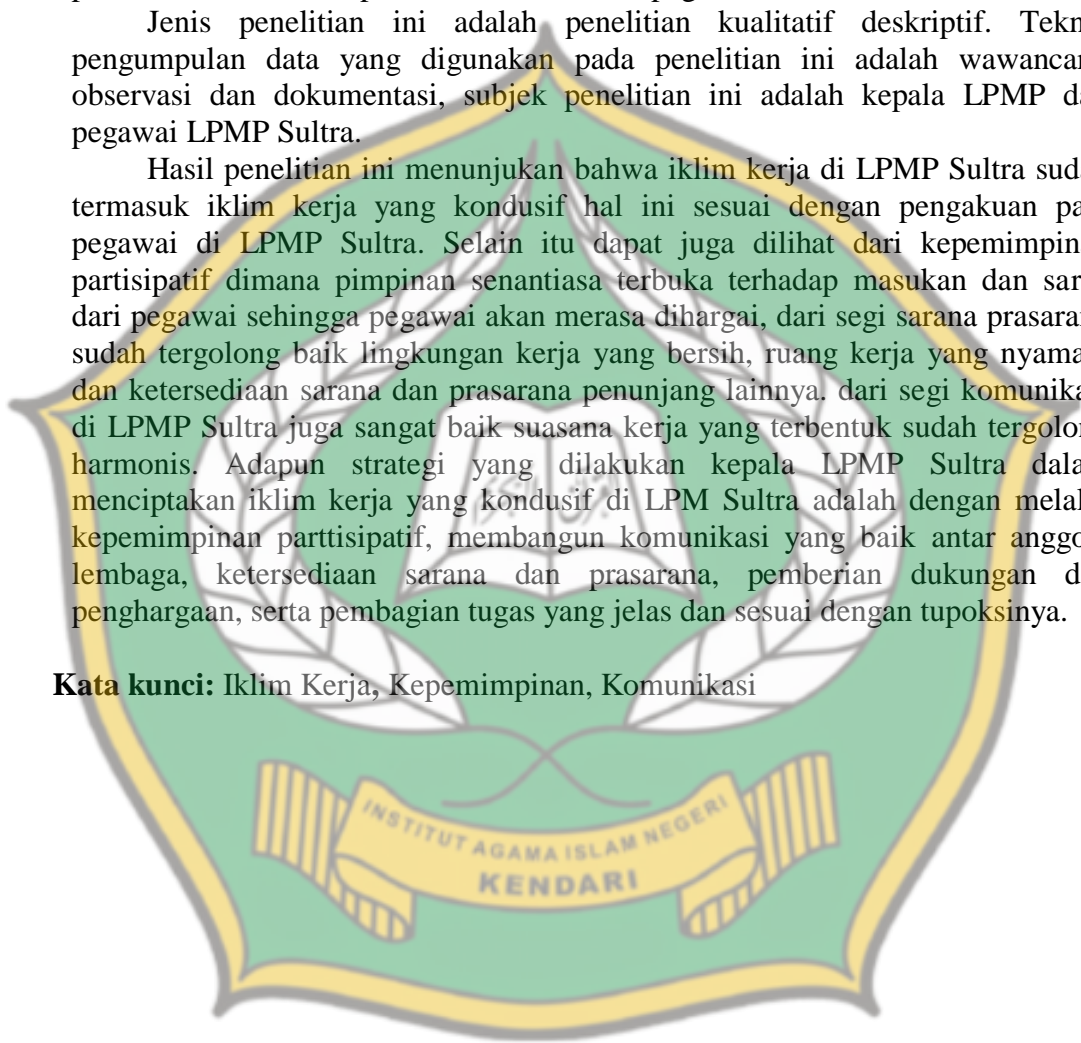 Jenis penelitian ini adalah penelitian kualitatif deskriptif. Tekn
pengumpulan data yang digunakan pada penelitian ini adalah wawancar
observasi dan dokumentasi, subjek penelitian ini adalah kepala LPMP da
pegawai LPMP Sultra.
Hasil penelitian ini menunjukan bahwa iklim kerja di LPMP Sultra suda
termasuk iklim kerja yang kondusif hal ini sesuai dengan pengakuan pa
pegawai di LPMP Sultra. Selain itu dapat juga dilihat dari kepemimpin
partisipatif dimana pimpinan senantiasa terbuka terhadap masukan dan sar
dari pegawai sehingga pegawai akan merasa dihargai, dari segi sarana prasaran
sudah tergolong baik lingkungan kerja yang bersih, ruang kerja yang nyama
dan ketersediaan sarana dan prasarana penunjang lainnya. dari segi komunika
di LPMP Sultra juga sangat baik suasana kerja yang terbentuk sudah tergolon
harmonis. Adapun strategi yang dilakukan kepala LPMP Sultra dala
menciptakan iklim kerja yang kondusif di LPM Sultra adalah dengan melal
kepemimpinan parttisipatif, membangun komunikasi yang baik antar anggo
lembaga, ketersediaan sarana dan prasarana, pemberian dukungan d
penghargaan, serta pembagian tugas yang jelas dan sesuai dengan tupoksinya.
Kata kunci: Iklim Kerja, Kepemimpinan, Komunikasi
INSTITUT AGAMA ISLAM NEGERI
KENDARI